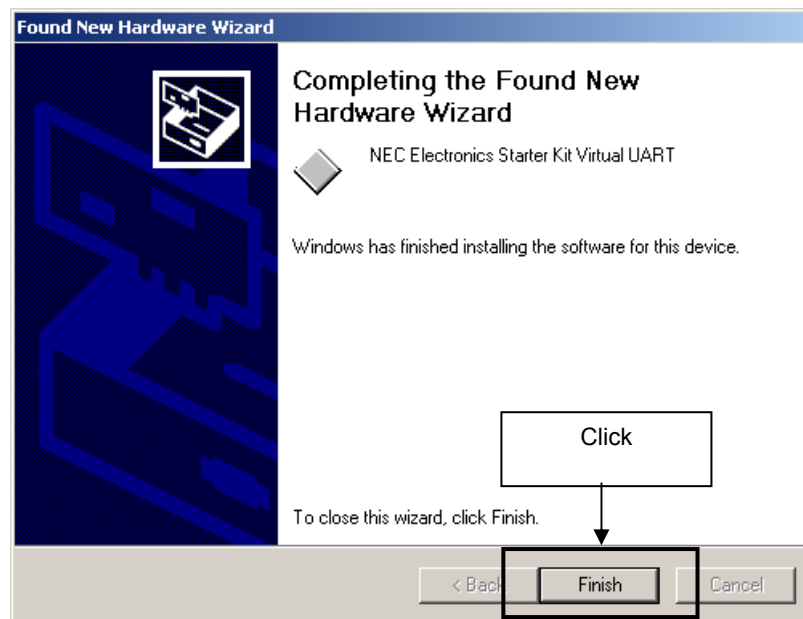 Found New Hardware Wizard
Completing the Found New
Hardware Wizard
NEC Electronics Starter Kit Virtual UART
Windows has finished installing the software for this device.
Click
To close this wizard, click Finish.
< Back Finish Cancel